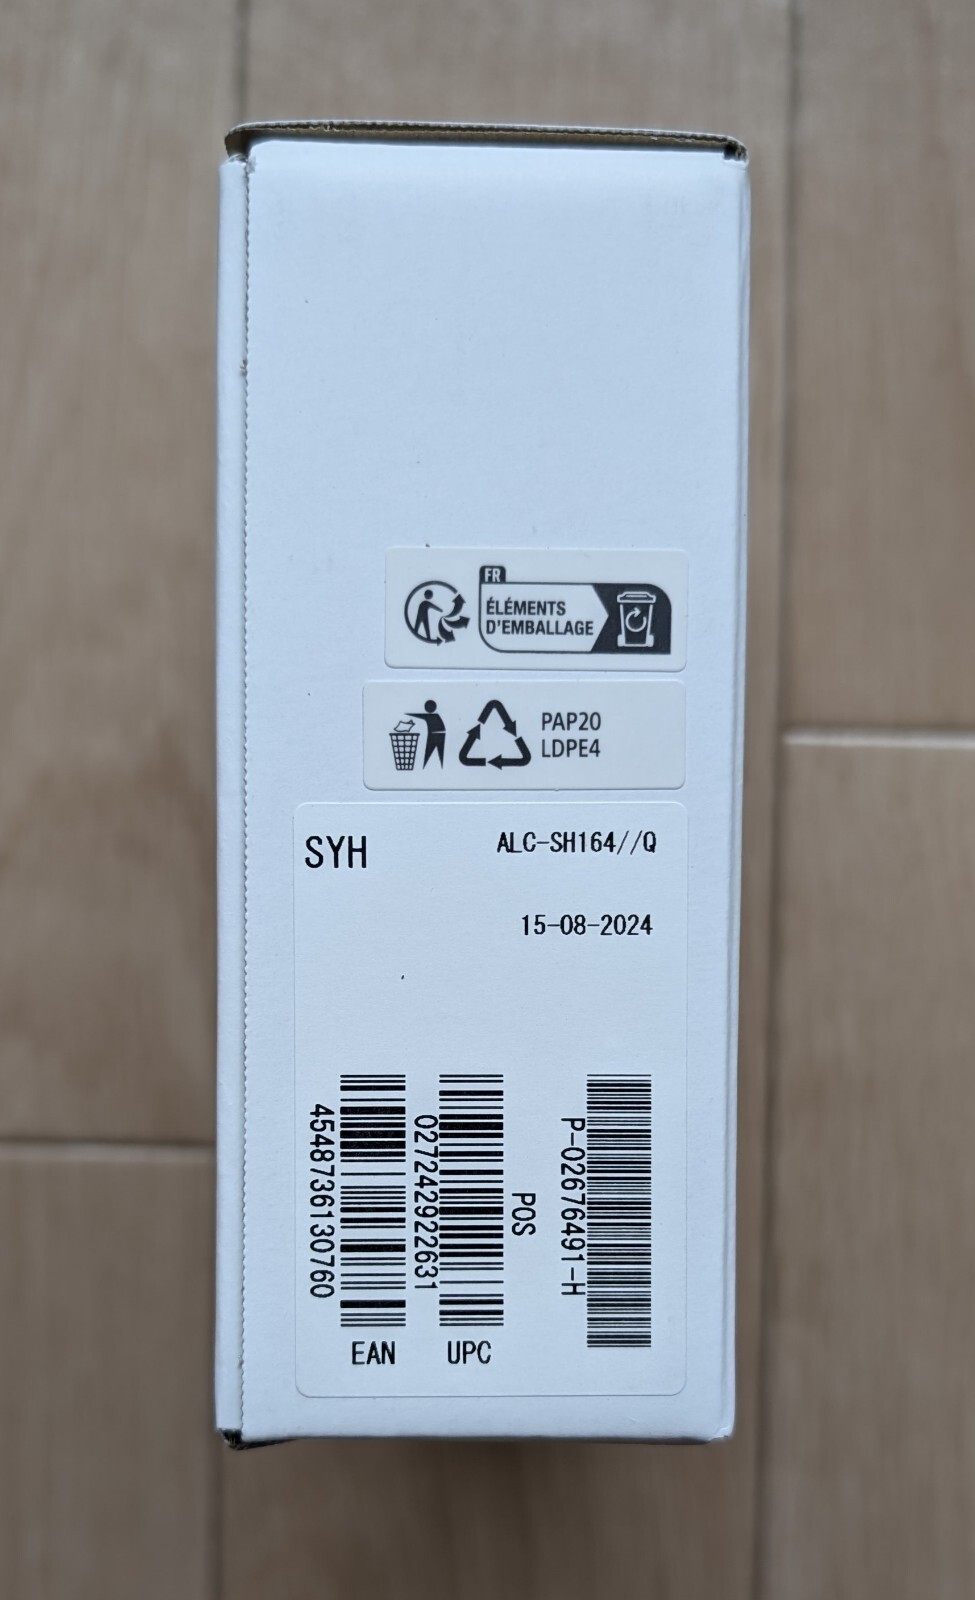 FR
ÉLÉMENTS
D'EMBALLAGE
PAP20
LDPE4
SYH
ALC-SH164//Q
15-08-2024
4548736130760
EAN
027242922631
UPC
POS
P-02676491-H